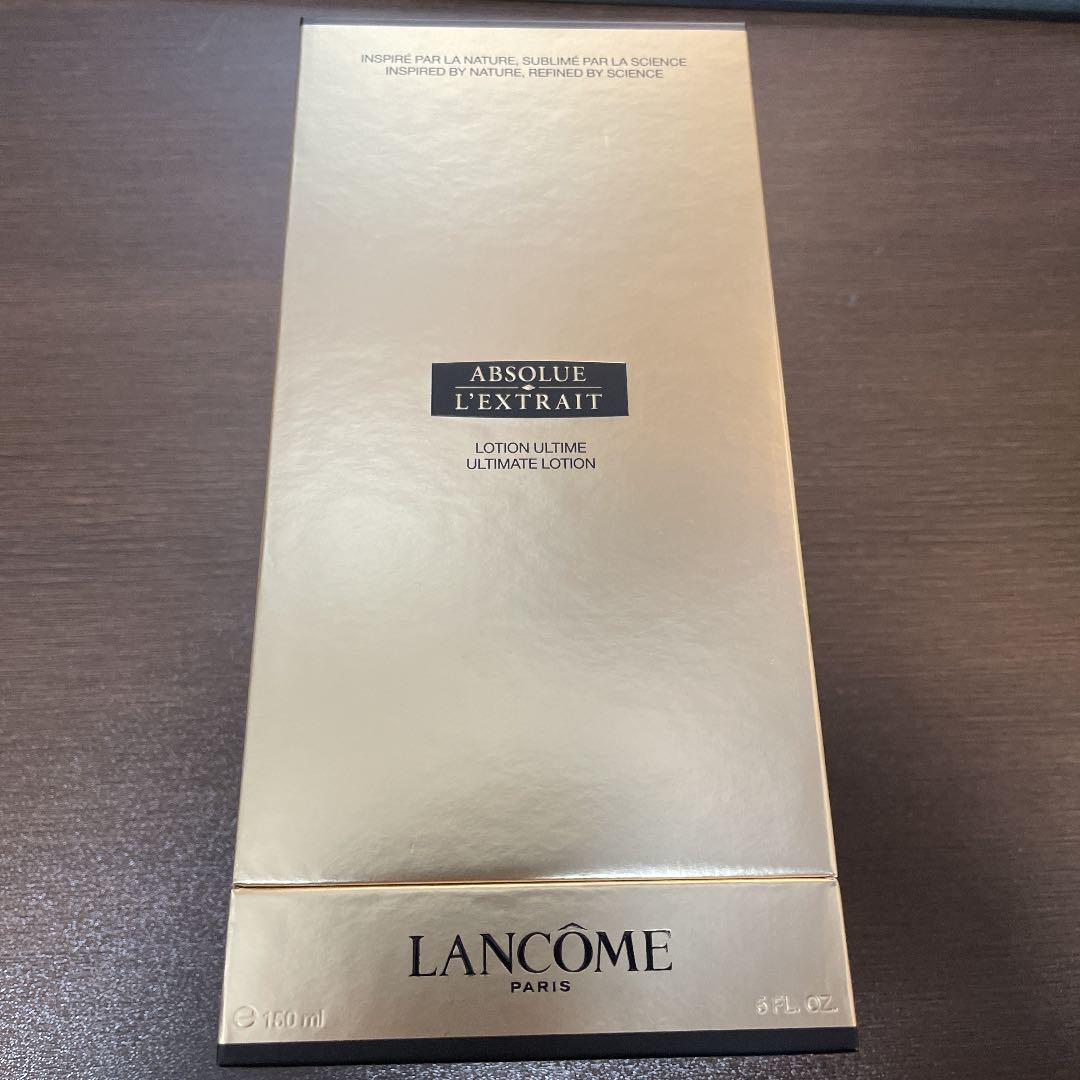 INSPIRÉ PAR LA NATURE, SUBLIMÉ PAR LA SCIENCE
INSPIRED BY NATURE, REFINED BY SCIENCE
ABSOLUE
L'EXTRAIT
LOTION ULTIME
ULTIMATE LOTION
LANCÔME
PARIS
℮ 150 ml
5 FL. OZ.